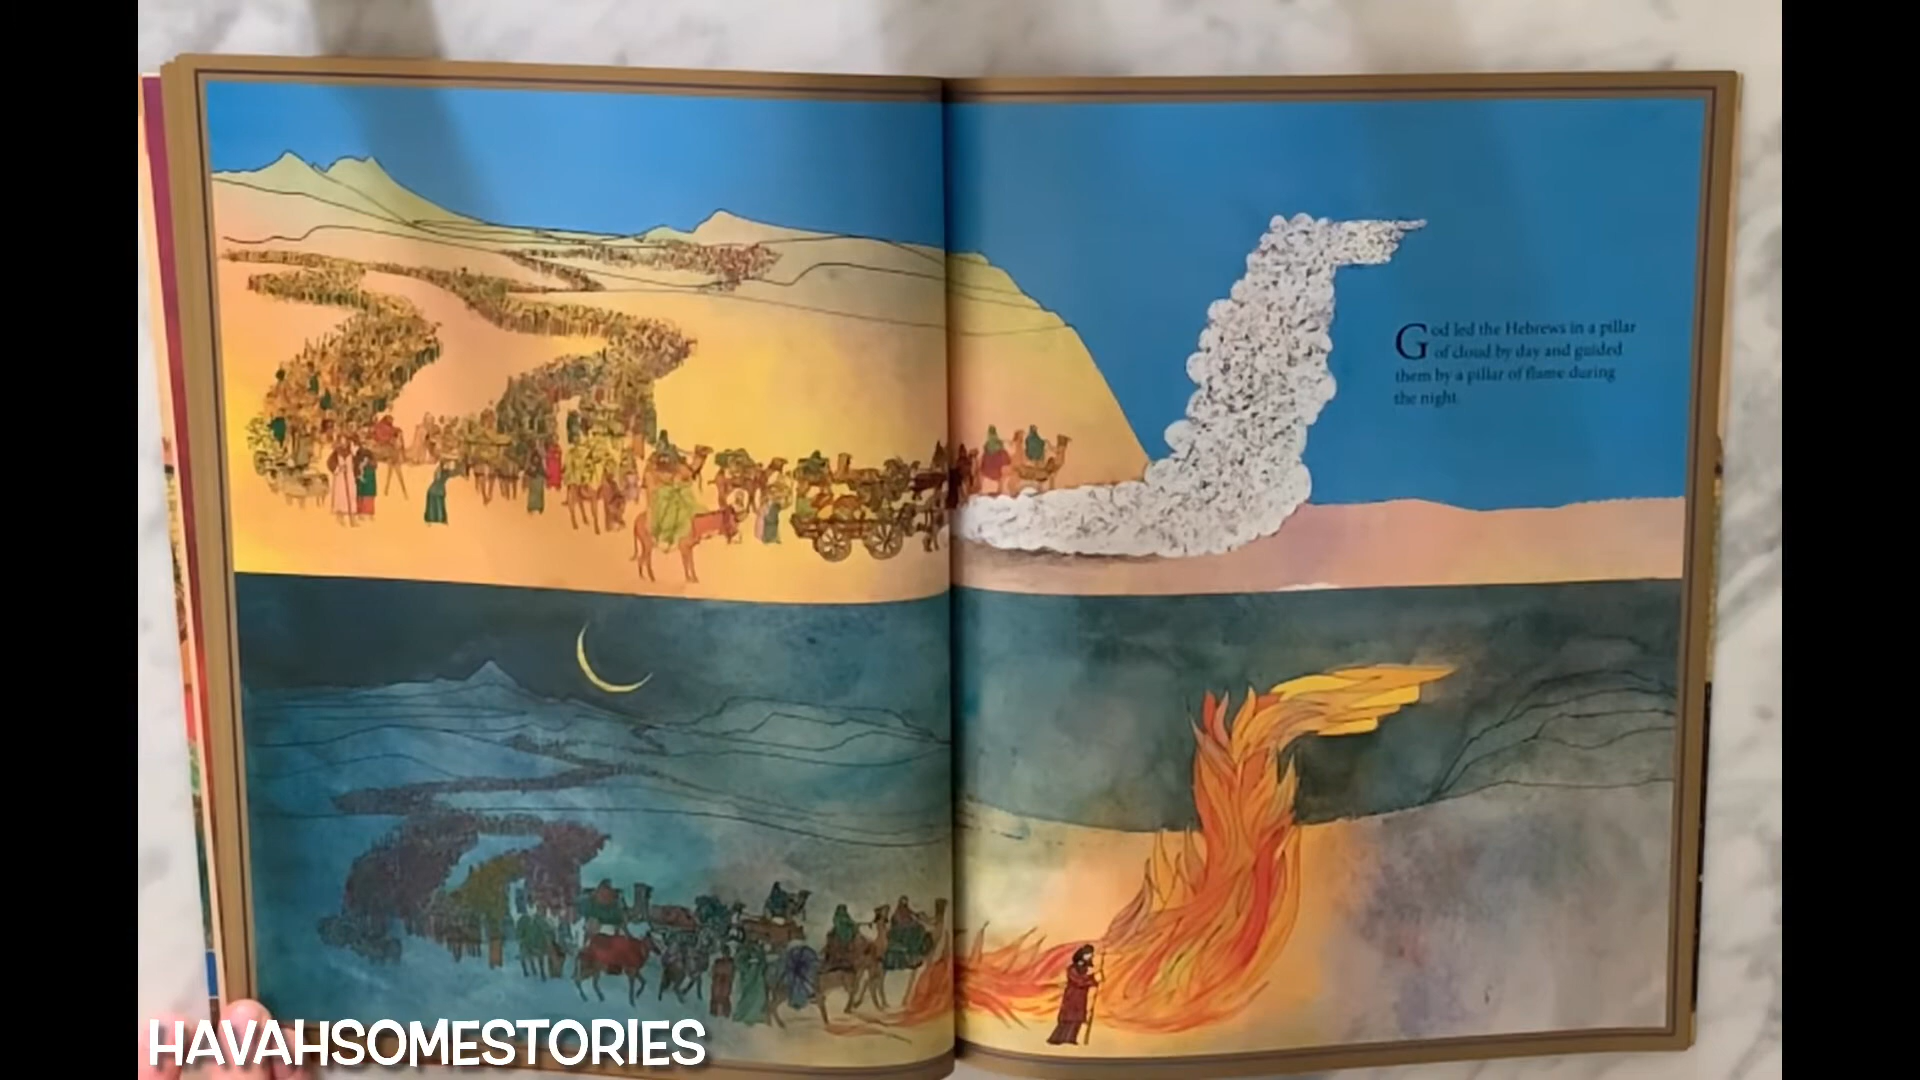 God led the Hebrews in a pillar
of cloud by day and guided
them by a pillar of flame during
the night.
HAVAHSOMESTORIES